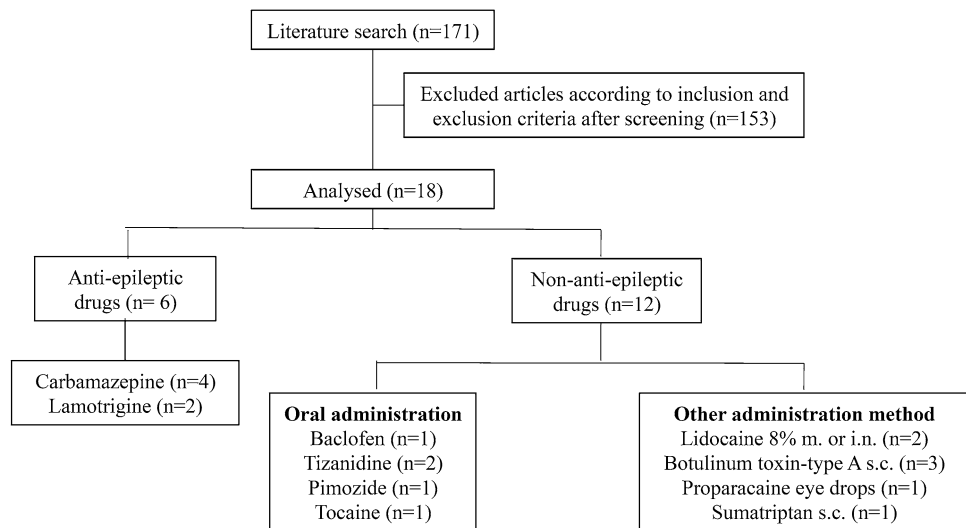 Literature search (n=171)
Excluded articles according to inclusion and
exclusion criteria after screening (n=153)
Analysed (n=18)
Anti-epileptic
drugs (n= 6)
Non-anti-epileptic
drugs (n=12)
Carbamazepine (n=4)
Lamotrigine (n=2)
Oral administration
Baclofen (n=1)
Tizanidine (n=2)
Pimozide (n=1)
Tocaine (n=1)
Other administration method
Lidocaine 8% m. or i.n. (n=2)
Botulinum toxin-type A s.c. (n=3)
Proparacaine eye drops (n=1)
Sumatriptan s.c. (n=1)